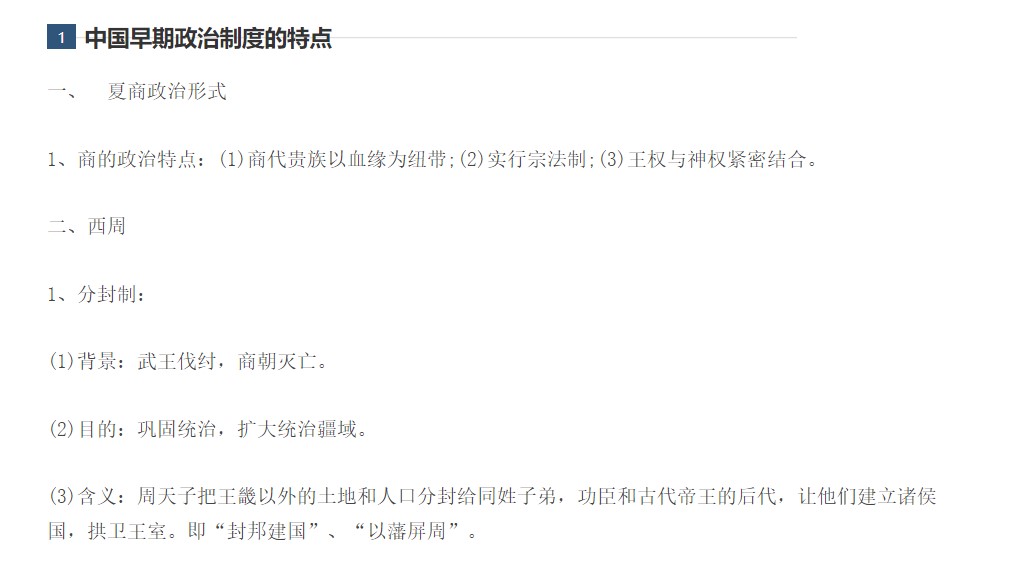 1 中国早期政治制度的特点
一、 夏商政治形式
1、商的政治特点：(1)商代贵族以血缘为纽带;(2)实行宗法制;(3)王权与神权紧密结合。
二、西周
1、分封制：
(1)背景：武王伐纣，商朝灭亡。
(2)目的：巩固统治，扩大统治疆域。
(3)含义：周天子把王畿以外的土地和人口分封给同姓子弟，功臣和古代帝王的后代，让他们建立诸侯
国，拱卫王室。即“封邦建国”、“以藩屏周”。